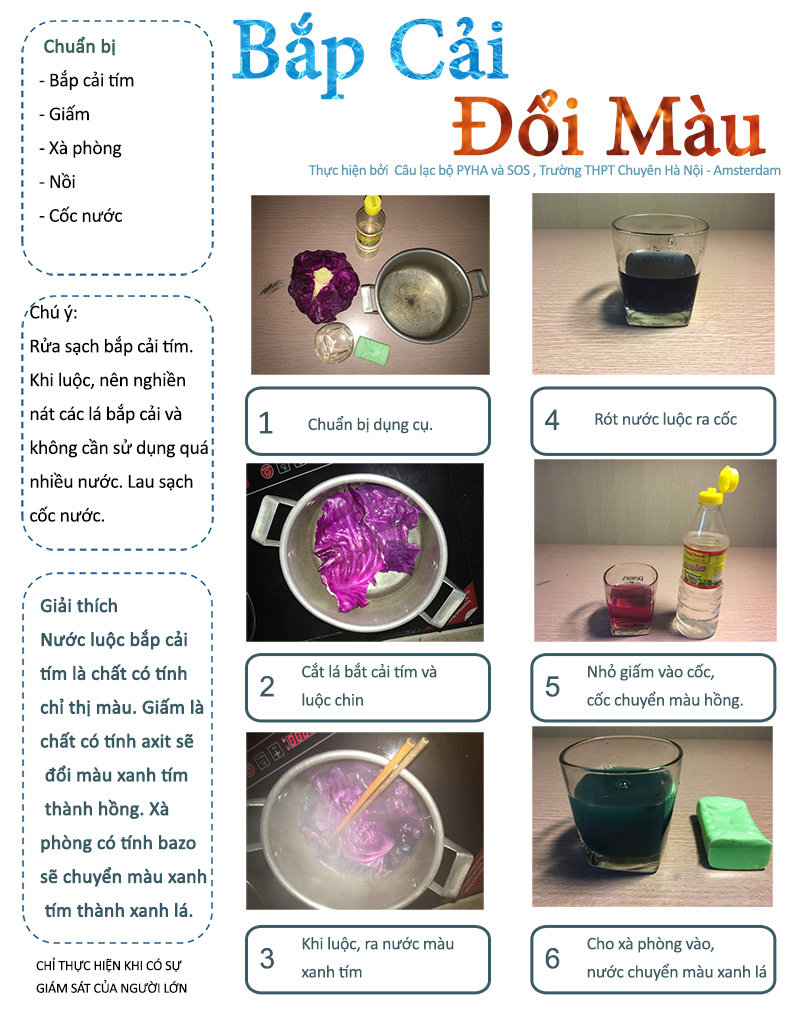 Bắp Cải
Đổi Màu
Thực hiện bởi Câu lạc bộ PYHA và SOS , Trường THPT Chuyên Hà Nội - Amsterdam
Chuẩn bị
- Bắp cải tím
- Giấm
- Xà phòng
- Nồi
- Cốc nước
Chú ý:
Rửa sạch bắp cải tím.
Khi luộc, nên nghiền
nát các lá bắp cải và
không cần sử dụng quá
nhiều nước. Lau sạch
cốc nước.
Giải thích
Nước luộc bắp cải
tím là chất có tính
chỉ thị màu. Giấm là
chất có tính axit sẽ
đổi màu xanh tím
thành hồng. Xà
phòng có tính bazo
sẽ chuyển màu xanh
tím thành xanh lá.
CHỈ THỰC HIỆN KHI CÓ SỰ
GIÁM SÁT CỦA NGƯỜI LỚN
1 Chuẩn bị dụng cụ.
2 Cắt lá bắt cải tím và
luộc chin
3 Khi luộc, ra nước màu
xanh tím
4 Rót nước luộc ra cốc
5 Nhỏ giấm vào cốc,
cốc chuyển màu hồng.
6 Cho xà phòng vào,
nước chuyển màu xanh lá